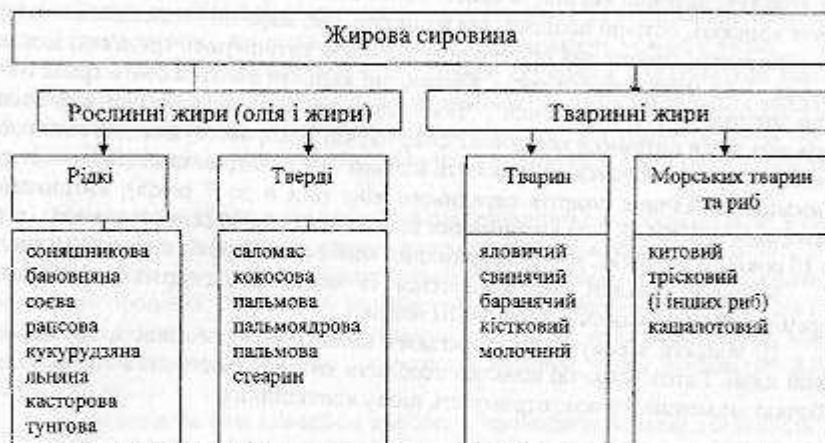 Жирова сировина
Рослинні жири (олія і жири)
Тваринні жири
Рідкі
Тверді
Тварин
Морських тварин
та риб
соняшникова
бавовняна
соєва
рапсова
кукурудзяна
льняна
касторова
тунгова
саломас
кокосова
пальмова
пальмоядрова
пальмова
стеарин
яловичий
свинячий
баранячий
кістковий
молочний
китовий
трісковий
(і інших риб)
кашалотовий